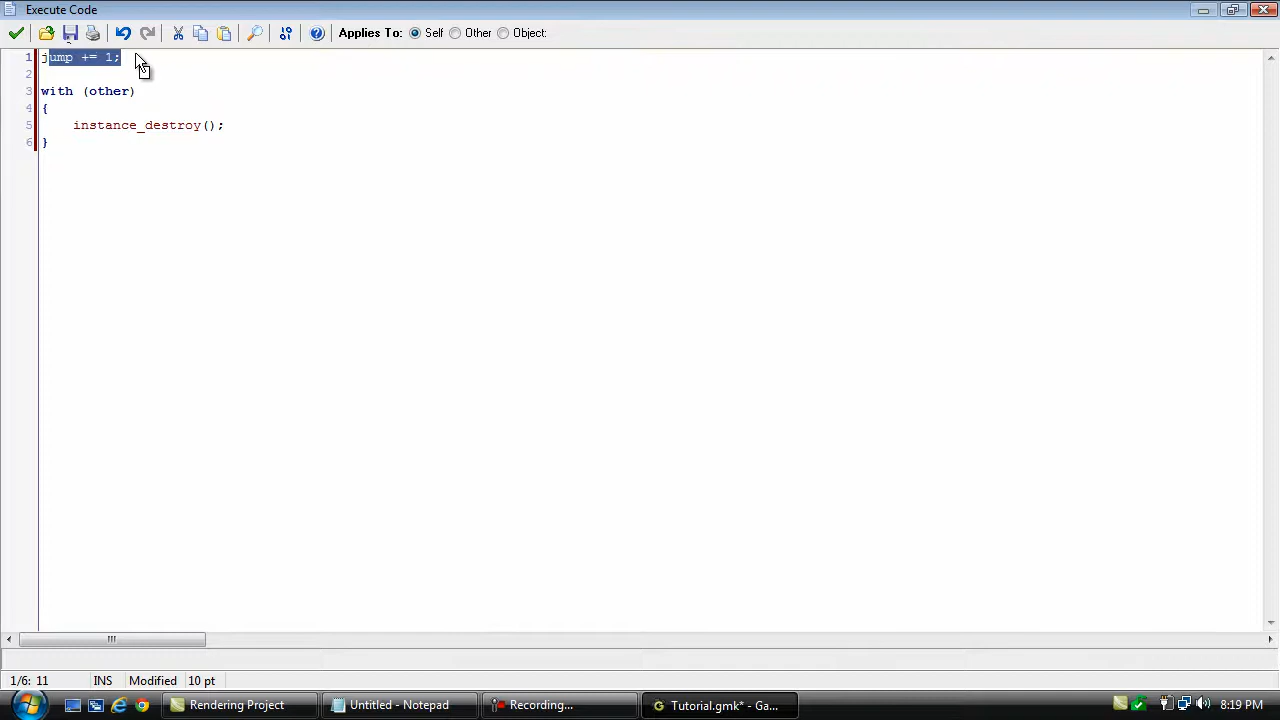 Execute Code
Applies To: Self Other Object:
1 jump += 1;
2
3 with (other)
4 {
5 instance_destroy();
6 }
1/6: 11 INS Modified 10 pt
Rendering Project Untitled - Notepad Recording... Tutorial.gmk* - Ga... 8:19 PM